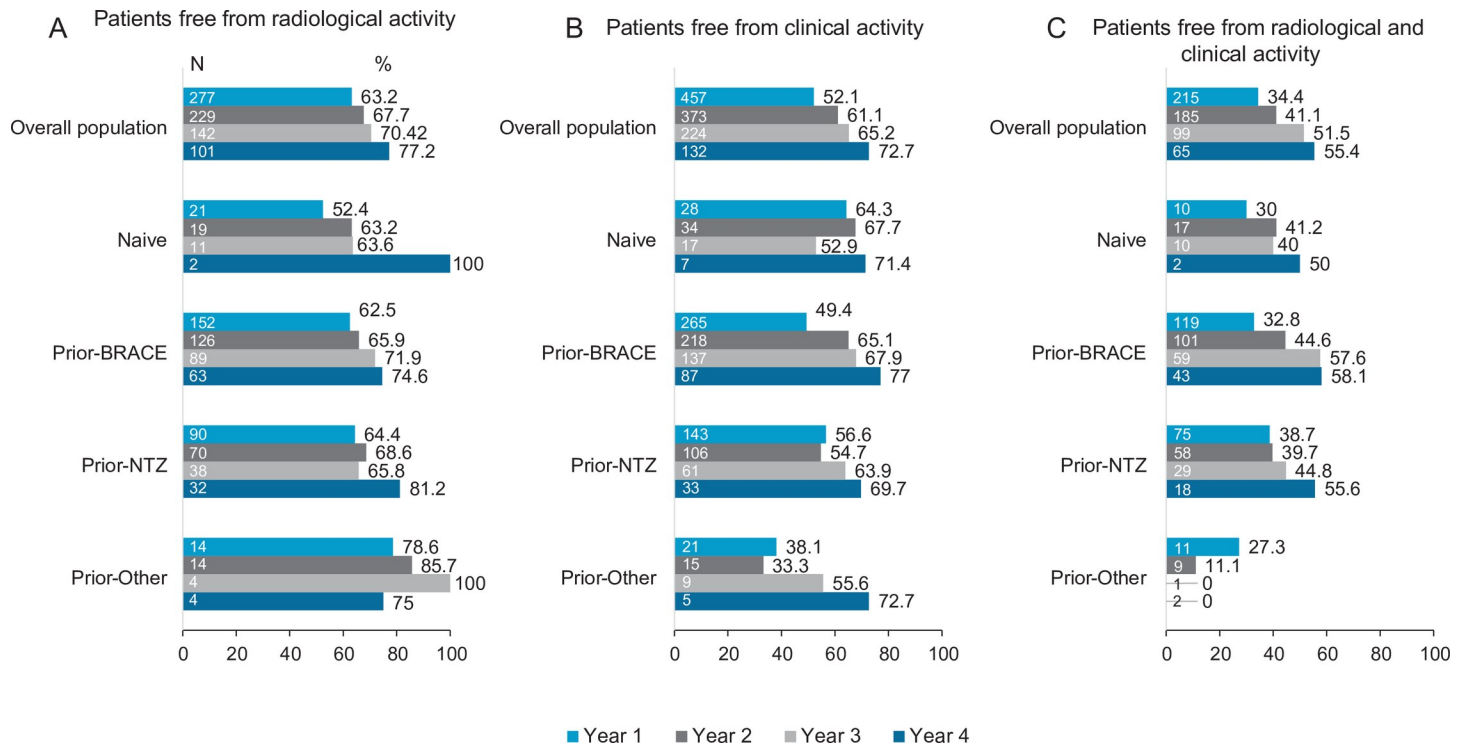 A Patients free from radiological activity
N %
Overall population
277 63.2
229 67.7
142 70.42
101 77.2
Naive
21 52.4
19 63.2
11 63.6
2 100
Prior-BRACE
152 62.5
126 65.9
89 71.9
63 74.6
Prior-NTZ
90 64.4
70 68.6
38 65.8
32 81.2
Prior-Other
14 78.6
14 85.7
4 100
4 75
0 20 40 60 80 100
B Patients free from clinical activity
Overall population
457 52.1
373 61.1
224 65.2
132 72.7
Naive
28 64.3
34 67.7
17 52.9
7 71.4
Prior-BRACE
265 49.4
218 65.1
137 67.9
87 77
Prior-NTZ
143 56.6
106 54.7
61 63.9
33 69.7
Prior-Other
21 38.1
15 33.3
9 55.6
5 72.7
0 20 40 60 80 100
C Patients free from radiological and
clinical activity
Overall population
215 34.4
185 41.1
99 51.5
65 55.4
Naive
10 30
17 41.2
10 40
2 50
Prior-BRACE
119 32.8
101 44.6
59 57.6
43 58.1
Prior-NTZ
75 38.7
58 39.7
29 44.8
18 55.6
Prior-Other
11 27.3
9 11.1
1 0
2 0
0 20 40 60 80 100
Year 1 Year 2 Year 3 Year 4